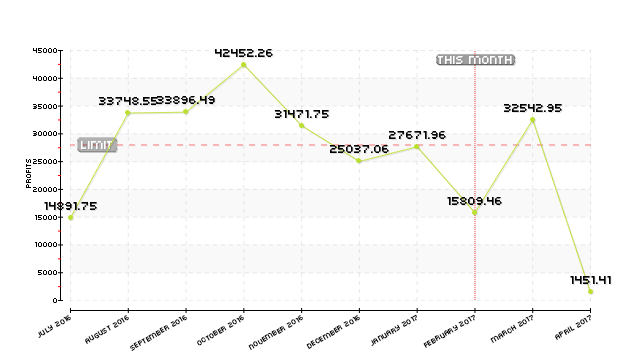 45000
42452.26
THIS MONTH
40000
35000
33748.55
33896.49
32542.95
31471.75
30000
LIMIT
27671.96
25037.06
25000
PROFITS
20000
14891.75
15809.46
15000
10000
5000
1451.41
0
JULY 2016
AUGUST 2016
SEPTEMBER 2016
OCTOBER 2016
NOVEMBER 2016
DECEMBER 2016
JANUARY 2017
FEBRUARY 2017
MARCH 2017
APRIL 2017